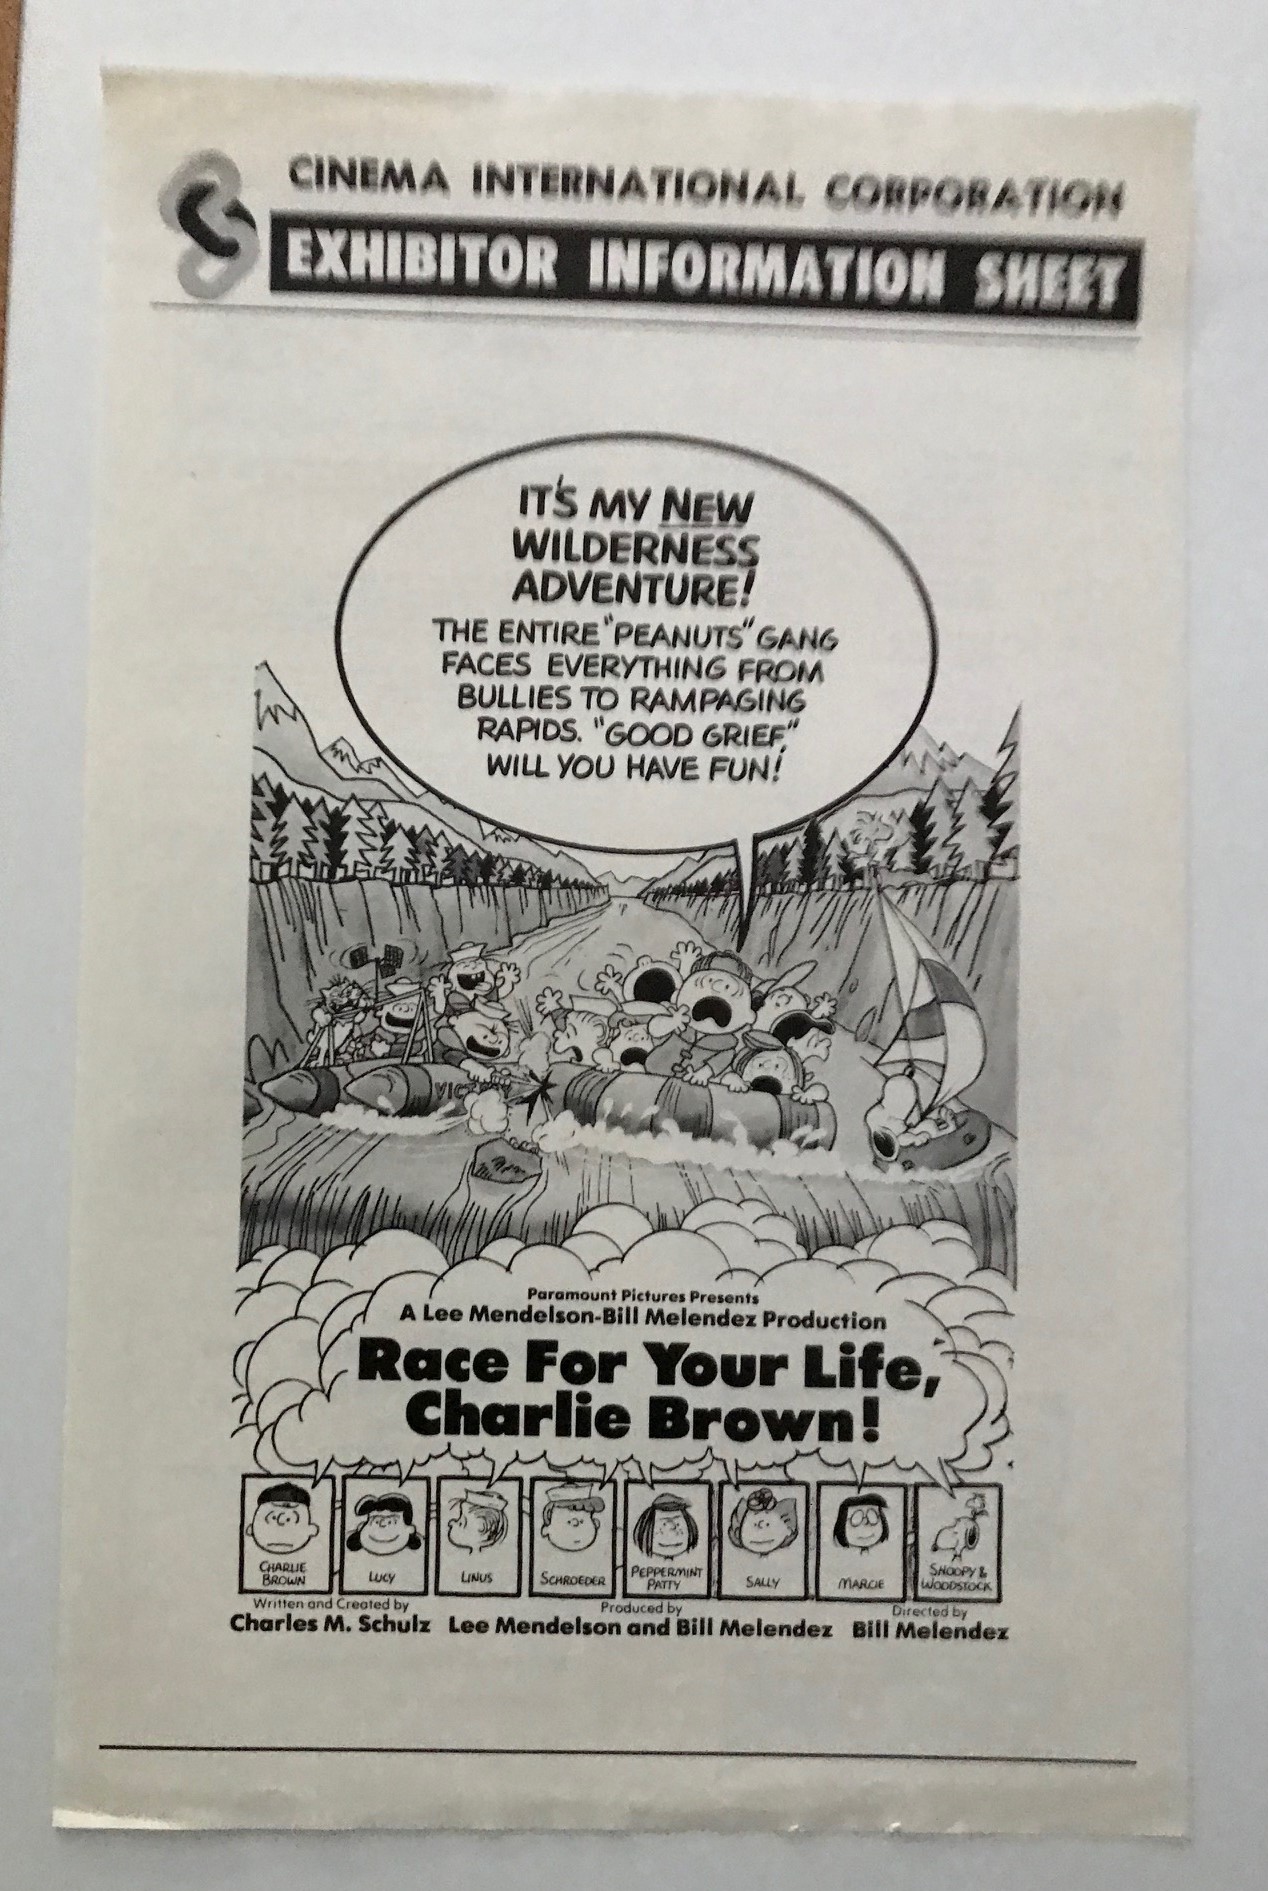 CINEMA INTERNATIONAL CORPORATION
EXHIBITOR INFORMATION SHEET
IT'S MY NEW
WILDERNESS
ADVENTURE!
THE ENTIRE "PEANUTS" GANG
FACES EVERYTHING FROM
BULLIES TO RAMPAGING
RAPIDS. "GOOD GRIEF,"
WILL YOU HAVE FUN!
Paramount Pictures Presents
A Lee Mendelson-Bill Melendez Production
Race For Your Life,
Charlie Brown!
CHARLIE BROWN
LUCY
LINUS
SCHROEDER
PEPPERMINT PATTY
SALLY
MARCIE
SNOOPY & WOODSTOCK
Written and Created by
Charles M. Schulz
Produced by
Lee Mendelson and Bill Melendez
Directed by
Bill Melendez